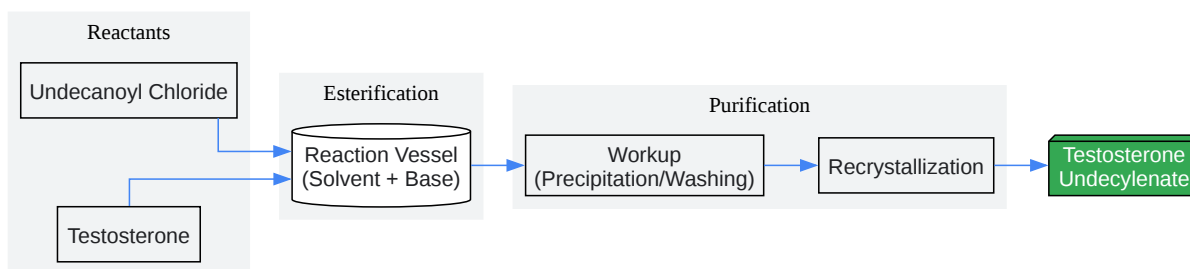 Reactants
Undecanoyl Chloride
Testosterone
Esterification
Reaction Vessel
(Solvent + Base)
Purification
Workup
(Precipitation/Washing)
Recrystallization
Testosterone
Undecylenate